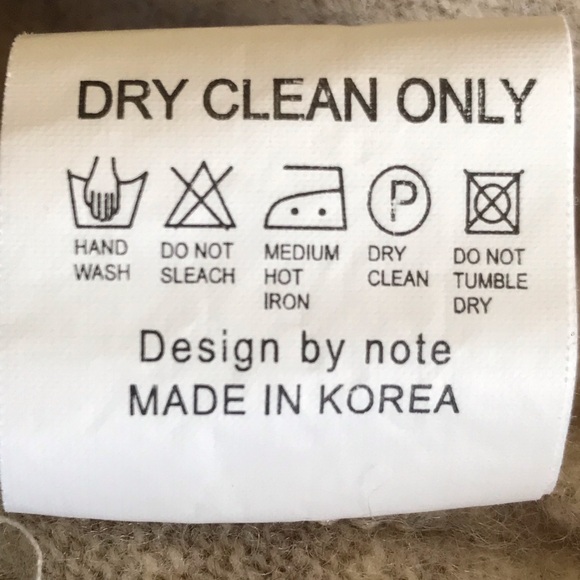 DRY CLEAN ONLY
P
HAND WASH
DO NOT SLEACH
MEDIUM HOT IRON
DRY CLEAN
DO NOT TUMBLE DRY
Design by note
MADE IN KOREA